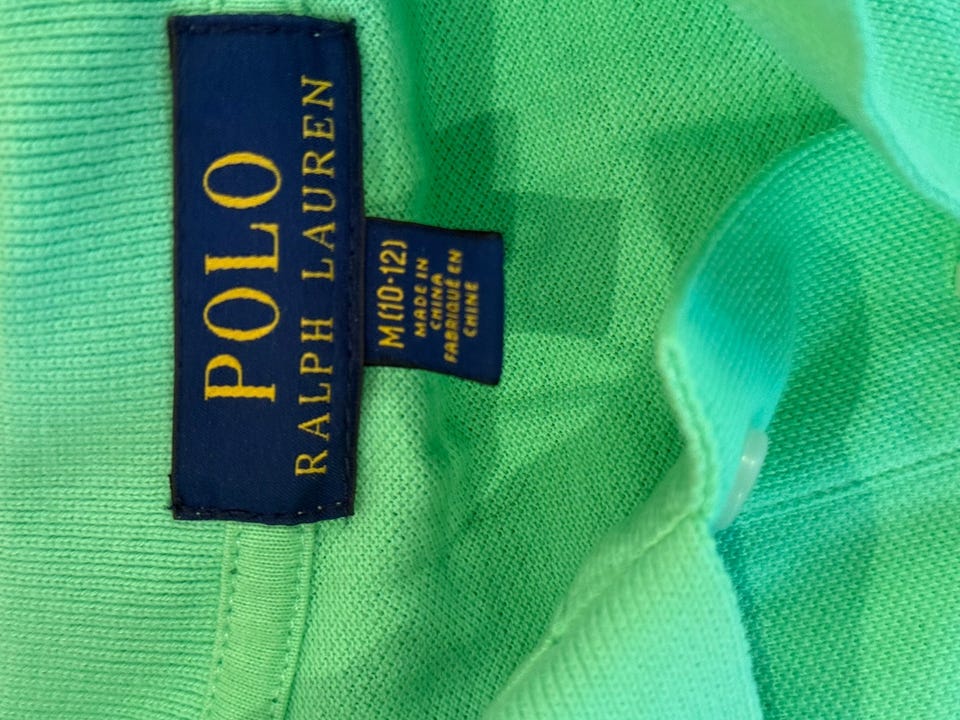 POLO
RALPH LAUREN
M(10-12)
MADE IN
CHINA
FABRIQUÉ EN
CHINE